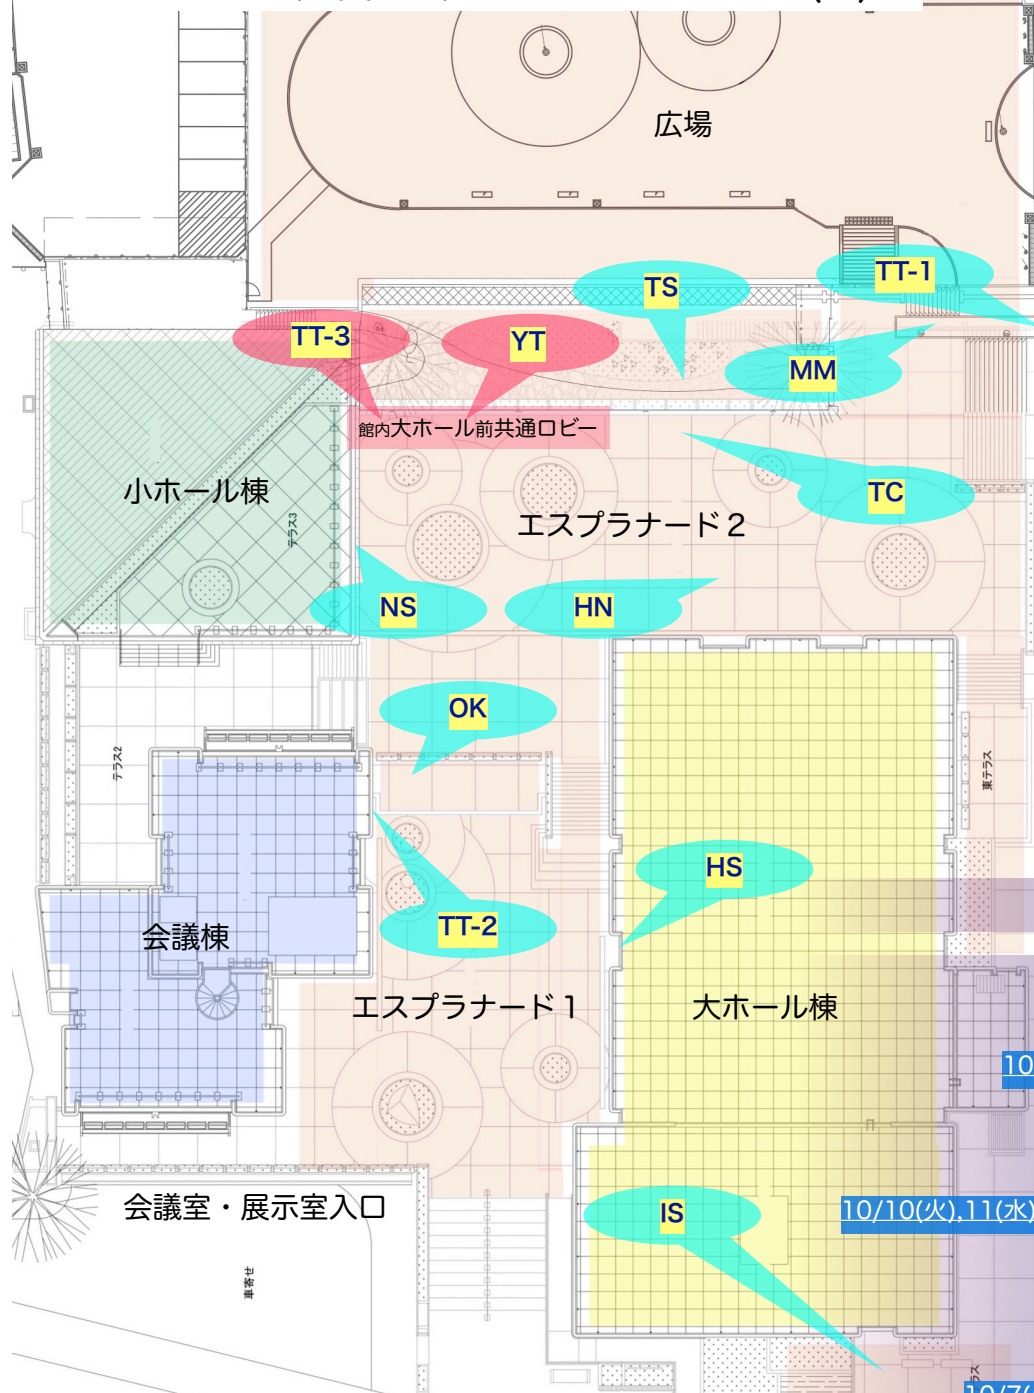 広場
TS
TT-1
TT-3
YT
MM
館内大ホール前共通ロビー
小ホール棟
テラス3
TC
エスプラナード2
NS
HN
OK
テラス2
東テラス
HS
会議棟
TT-2
エスプラナード1
大ホール棟
10
会議室・展示室入口
IS
10/10(火),11(水)
車寄せ